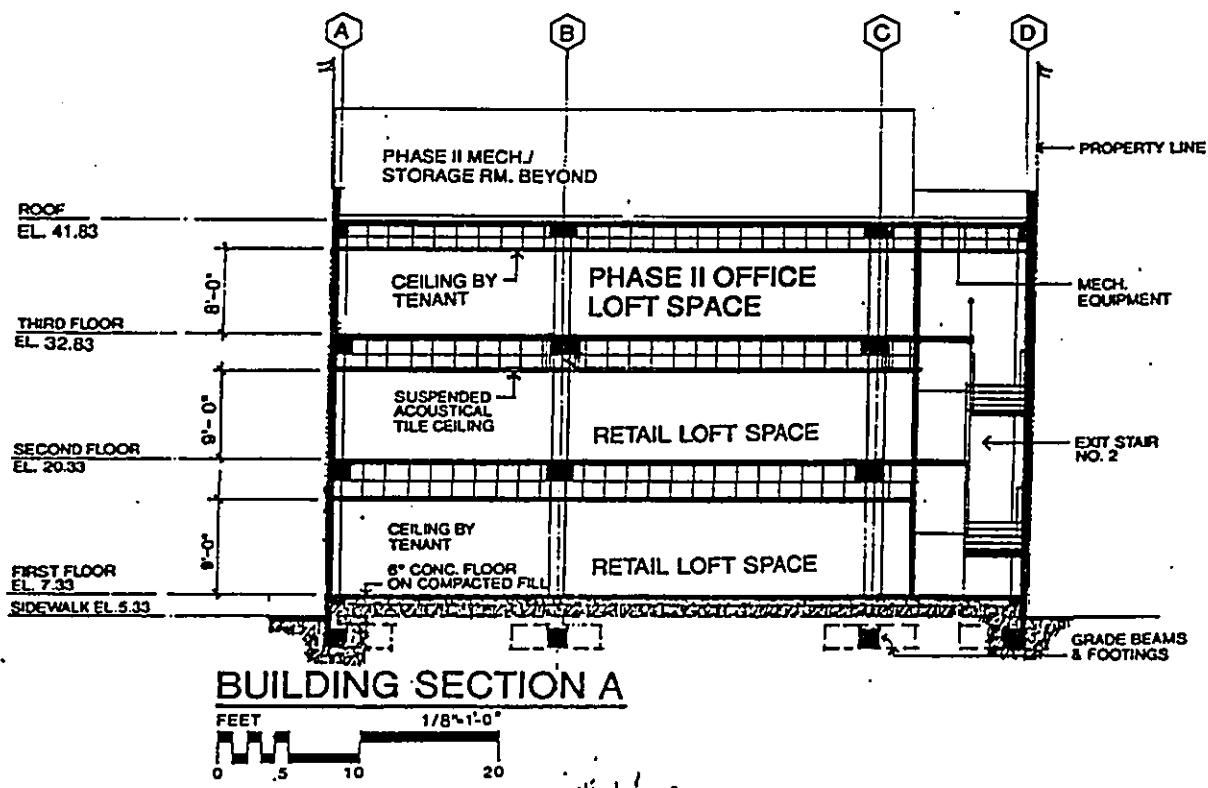 A B C D
PROPERTY LINE
PHASE II MECH./
STORAGE RM. BEYOND
ROOF
EL. 41.83
CEILING BY
TENANT
PHASE II OFFICE
LOFT SPACE
MECH.
EQUIPMENT
8'-0"
THIRD FLOOR
EL. 32.83
SUSPENDED
ACOUSTICAL
TILE CEILING
RETAIL LOFT SPACE
9'-0"
EXIT STAIR
NO. 2
SECOND FLOOR
EL. 20.33
CEILING BY
TENANT
RETAIL LOFT SPACE
6" CONC. FLOOR
ON COMPACTED FILL
FIRST FLOOR
EL. 7.33
SIDEWALK EL. 5.33
GRADE BEAMS
& FOOTINGS
BUILDING SECTION A
FEET 1/8"=1'-0"
0 .5 10 20